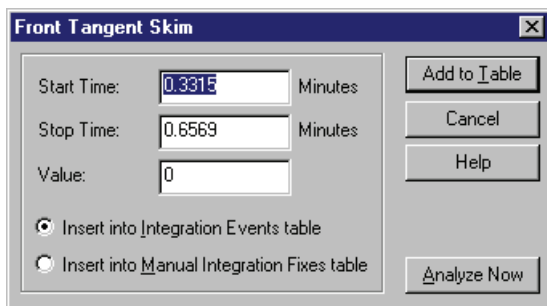 Front Tangent Skim
Start Time: 0.3315 Minutes
Stop Time: 0.6569 Minutes
Value: 0
Insert into Integration Events table
Insert into Manual Integration Fixes table
Add to Table
Cancel
Help
Analyze Now